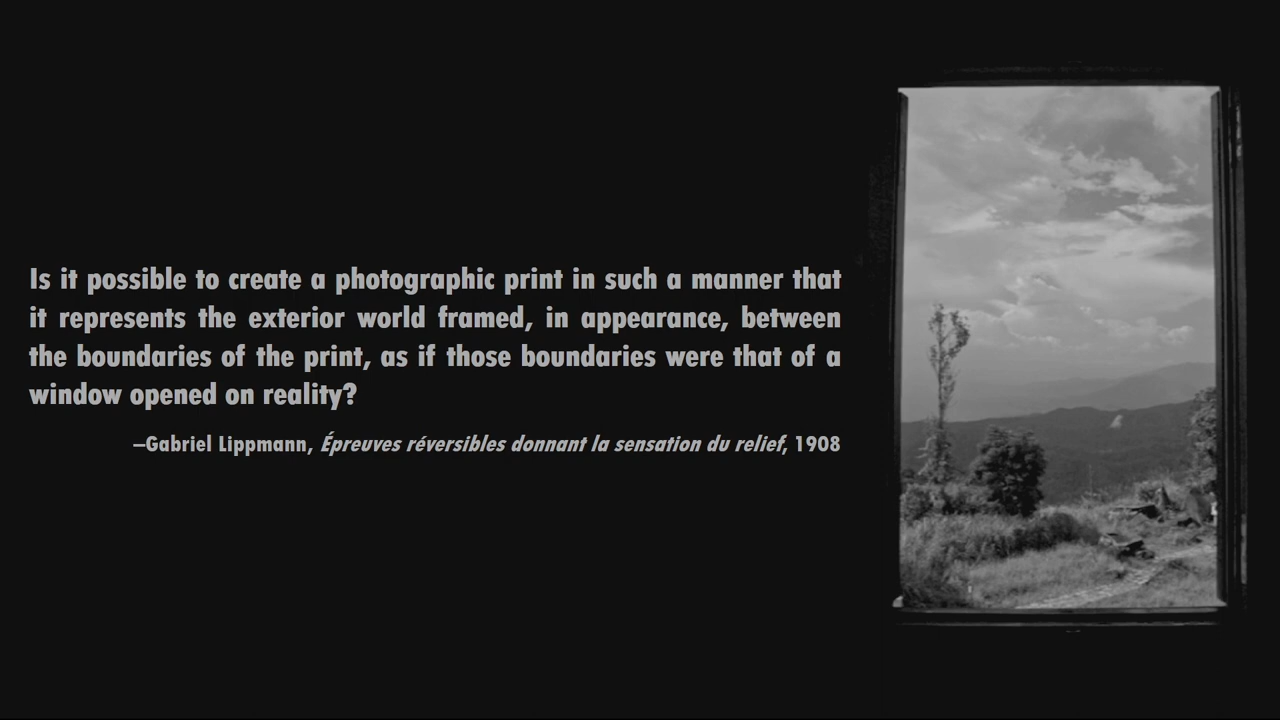 Is it possible to create a photographic print in such a manner that
it represents the exterior world framed, in appearance, between
the boundaries of the print, as if those boundaries were that of a
window opened on reality?
–Gabriel Lippmann, Épreuves réversibles donnant la sensation du relief, 1908